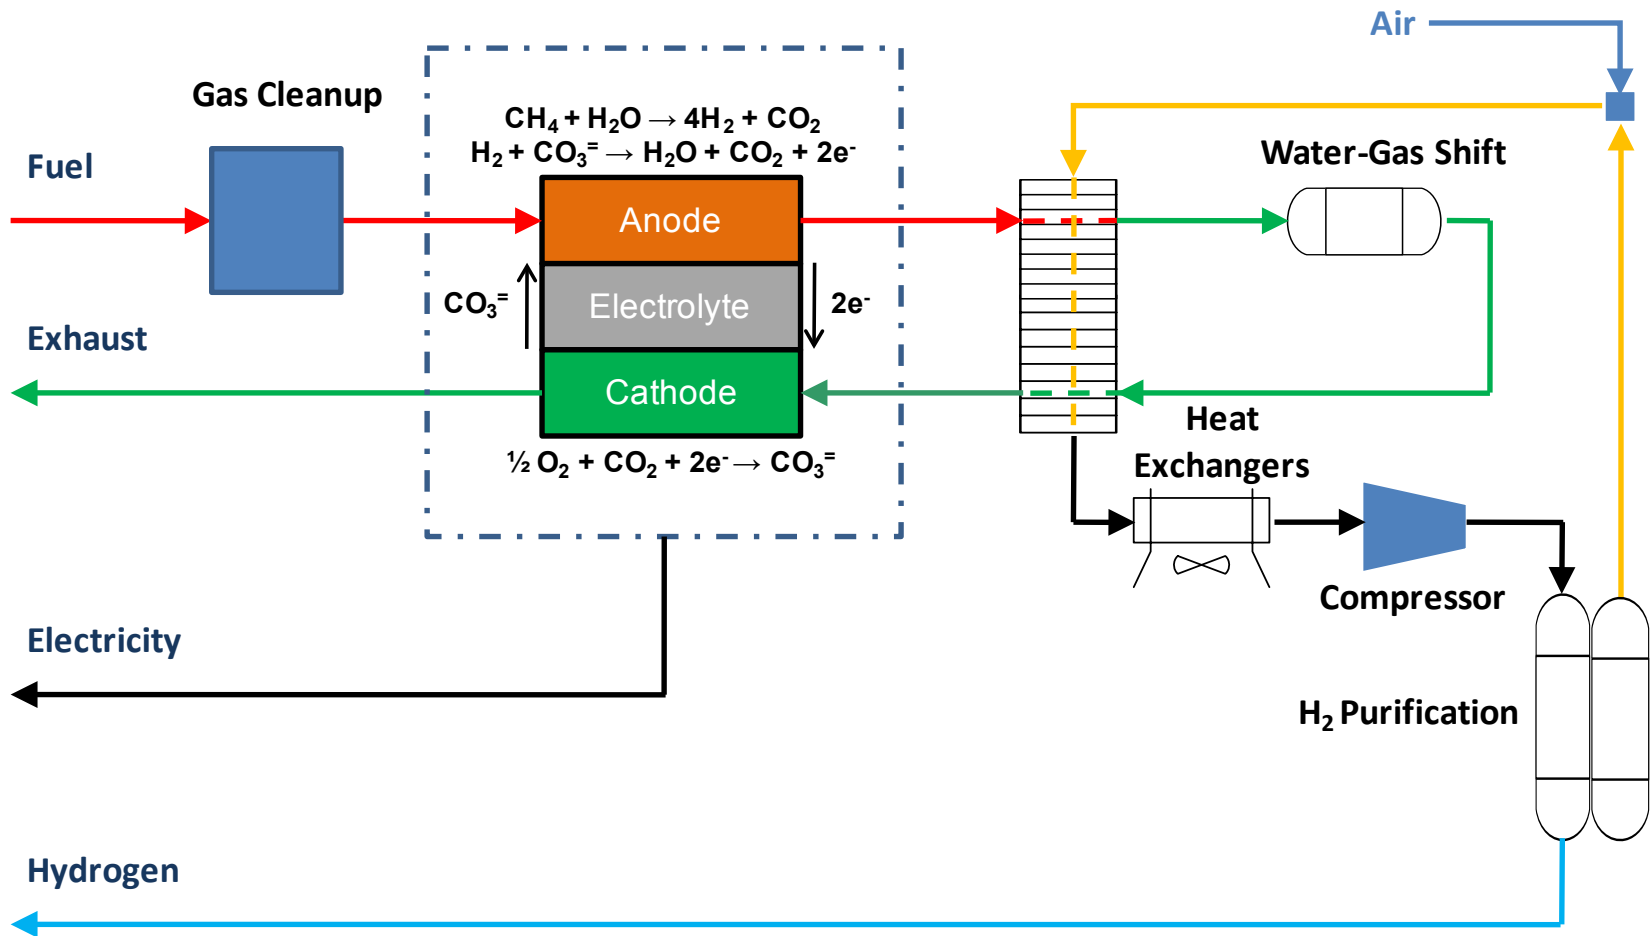 Air
Gas Cleanup
CH₄ + H₂O → 4H₂ + CO₂
H₂ + CO₃⁼ → H₂O + CO₂ + 2e⁻
Water-Gas Shift
Fuel
Anode
CO₃⁼
Electrolyte
2e⁻
Exhaust
Cathode
½ O₂ + CO₂ + 2e⁻ → CO₃⁼
Heat
Exchangers
Compressor
Electricity
H₂ Purification
Hydrogen